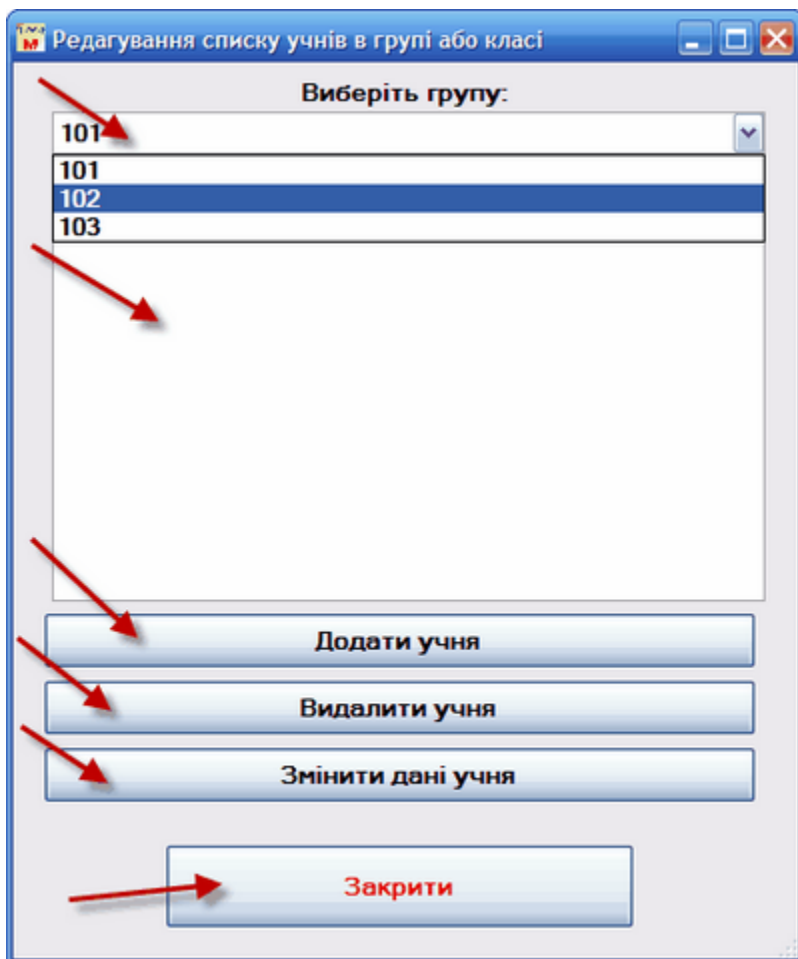 Редагування списку учнів в групі або класі
Виберіть групу:
101
101
102
103
Додати учня
Видалити учня
Змінити дані учня
Закрити